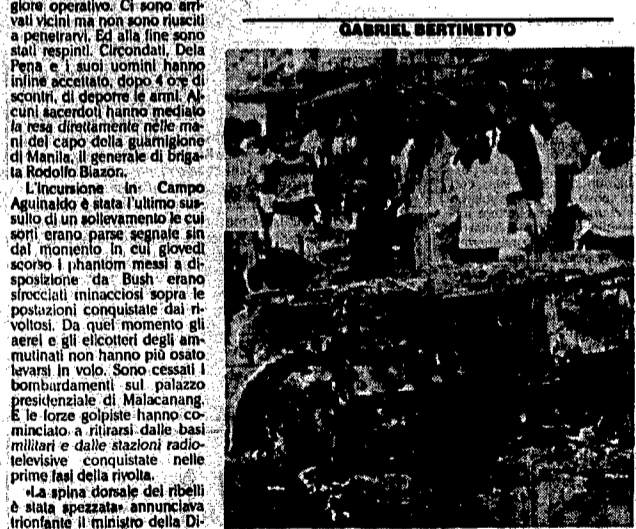 giore operativo. Ci sono arri-
vati vicini ma non sono riusciti
a penetrarvi. Ed alla fine sono
stati respinti. Circondati, Dela
Pena e i suoi uomini hanno
infine accettato, dopo 4 ore di
scontri, di deporre le armi. Al-
cuni sacerdoti hanno mediato
la resa direttamente nelle ma-
ni del capo della guarnigione
di Manila, il generale di briga-
ta Rodolfo Biazon.
L'incursione in Campo
Aguinaldo è stata l'ultimo sus-
sulto di un sollevamento le cui
sorti erano parse segnate sin
dal momento in cui giovedì
scorso i phantom messi a di-
sposizione da Bush erano
sfrecciati minacciosi sopra le
postazioni conquistate dai ri-
voltosi. Da quel momento gli
aerei e gli elicotteri degli am-
mutinati non hanno più osato
levarsi in volo. Sono cessati i
bombardamenti sul palazzo
presidenziale di Malacanang.
E le forze golpiste hanno co-
minciato a ritirarsi dalle basi
militari e dalle stazioni radio-
televisive conquistate nelle
prime fasi della rivolta.
«La spina dorsale dei ribelli
è stata spezzata» annunciava
trionfante il ministro della Di-
GABRIEL BERTINETTO